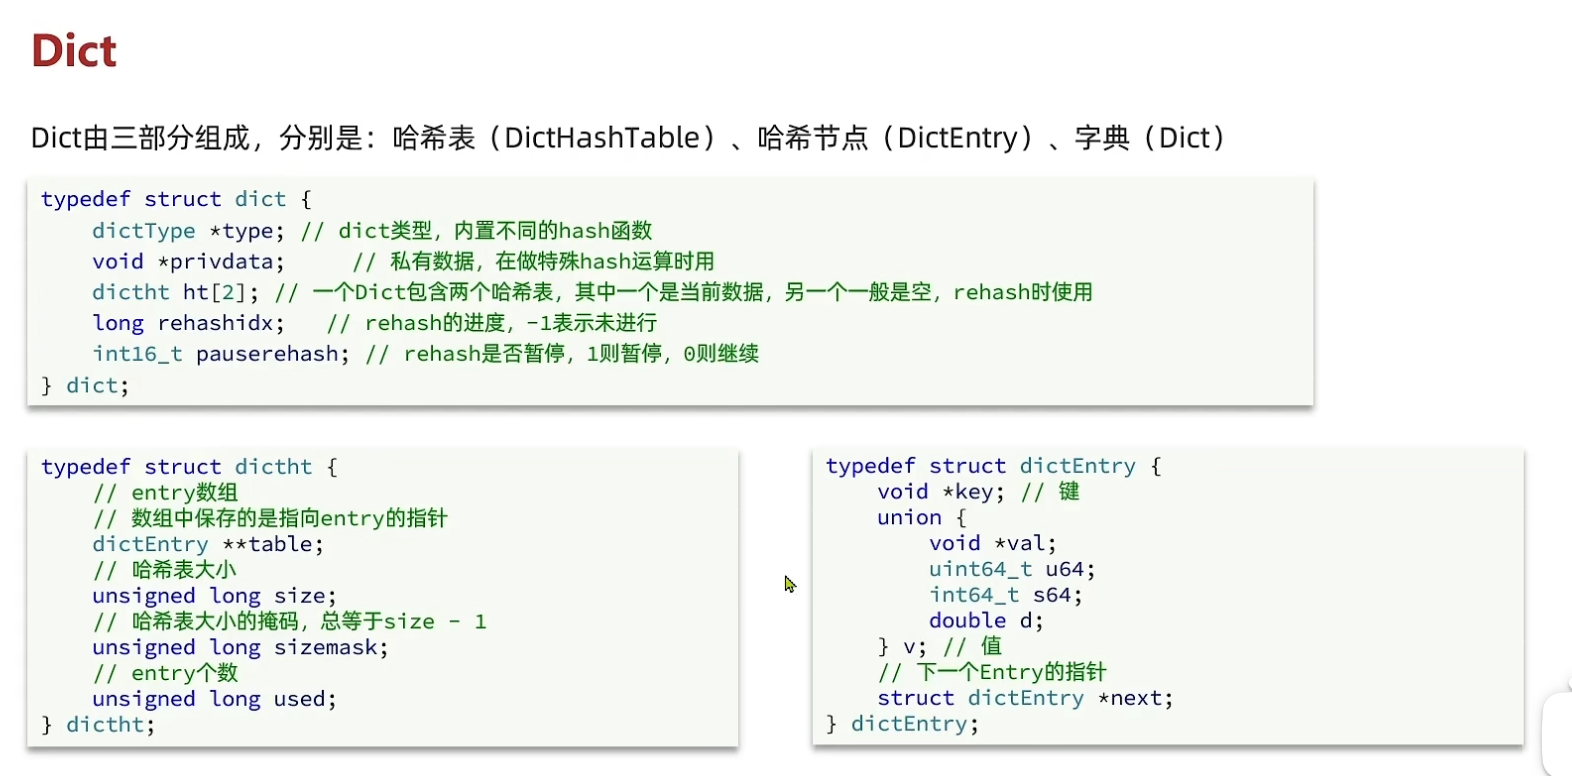 Dict
Dict由三部分组成，分别是：哈希表（DictHashTable）、哈希节点（DictEntry）、字典（Dict）
typedef struct dict {
    dictType *type; // dict类型，内置不同的hash函数
    void *privdata;     // 私有数据，在做特殊hash运算时用
    dictht ht[2]; // 一个Dict包含两个哈希表，其中一个是当前数据，另一个一般是空，rehash时使用
    long rehashidx;   // rehash的进度，-1表示未进行
    int16_t pauserehash; // rehash是否暂停，1则暂停，0则继续
} dict;
typedef struct dictht {
    // entry数组
    // 数组中保存的是指向entry的指针
    dictEntry **table;
    // 哈希表大小
    unsigned long size;
    // 哈希表大小的掩码，总等于size - 1
    unsigned long sizemask;
    // entry个数
    unsigned long used;
} dictht;
typedef struct dictEntry {
    void *key; // 键
    union {
        void *val;
        uint64_t u64;
        int64_t s64;
        double d;
    } v; // 值
    // 下一个Entry的指针
    struct dictEntry *next;
} dictEntry;